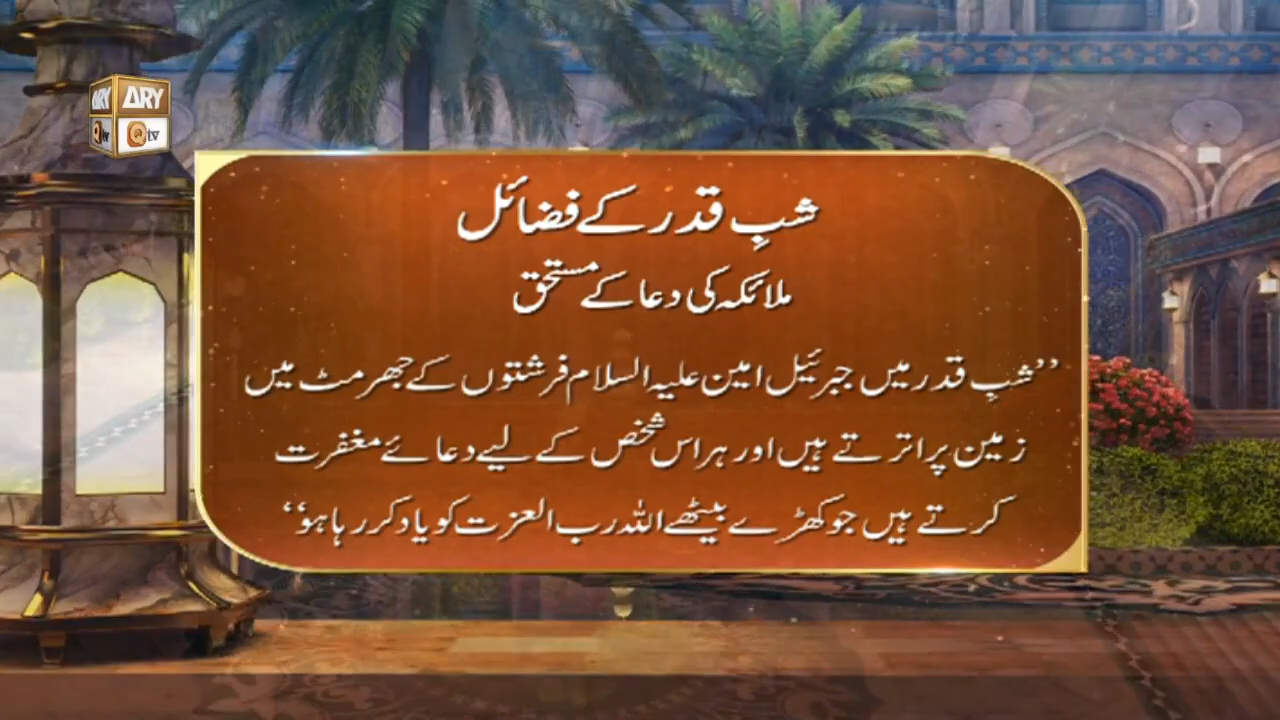 ARY
ARY
Qtv
Qtv
شبِ قدر کے فضائل
ملائکہ کی دعا کے مستحق
’’شبِ قدر میں جبرئیل امین علیہ السلام فرشتوں کے جھرمٹ میں
زمین پر اترتے ہیں اور ہر اس شخص کے لیے دعائے مغفرت
کرتے ہیں جو کھڑے بیٹھے اللہ رب العزت کو یاد کر رہا ہو‘‘